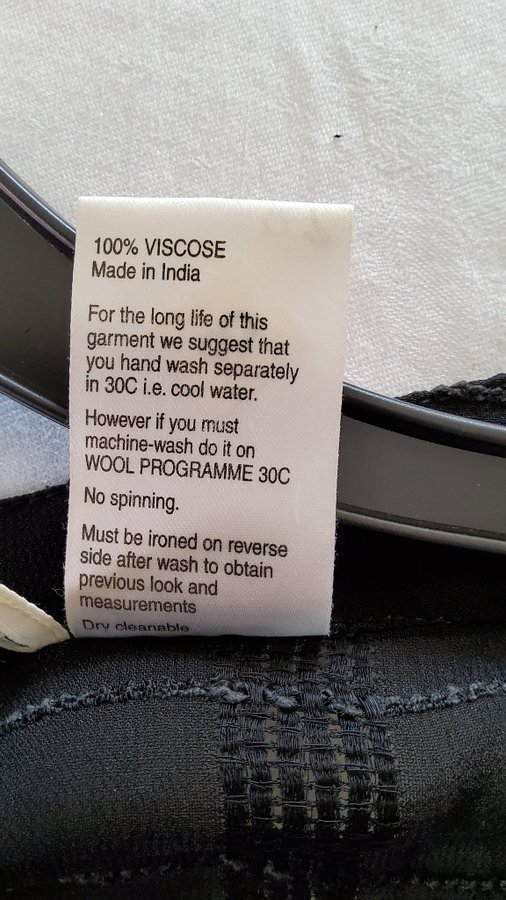 100% VISCOSE
Made in India
For the long life of this
garment we suggest that
you hand wash separately
in 30C i.e. cool water.
However if you must
machine-wash do it on
WOOL PROGRAMME 30C
No spinning.
Must be ironed on reverse
side after wash to obtain
previous look and
measurements
Dry cleanable